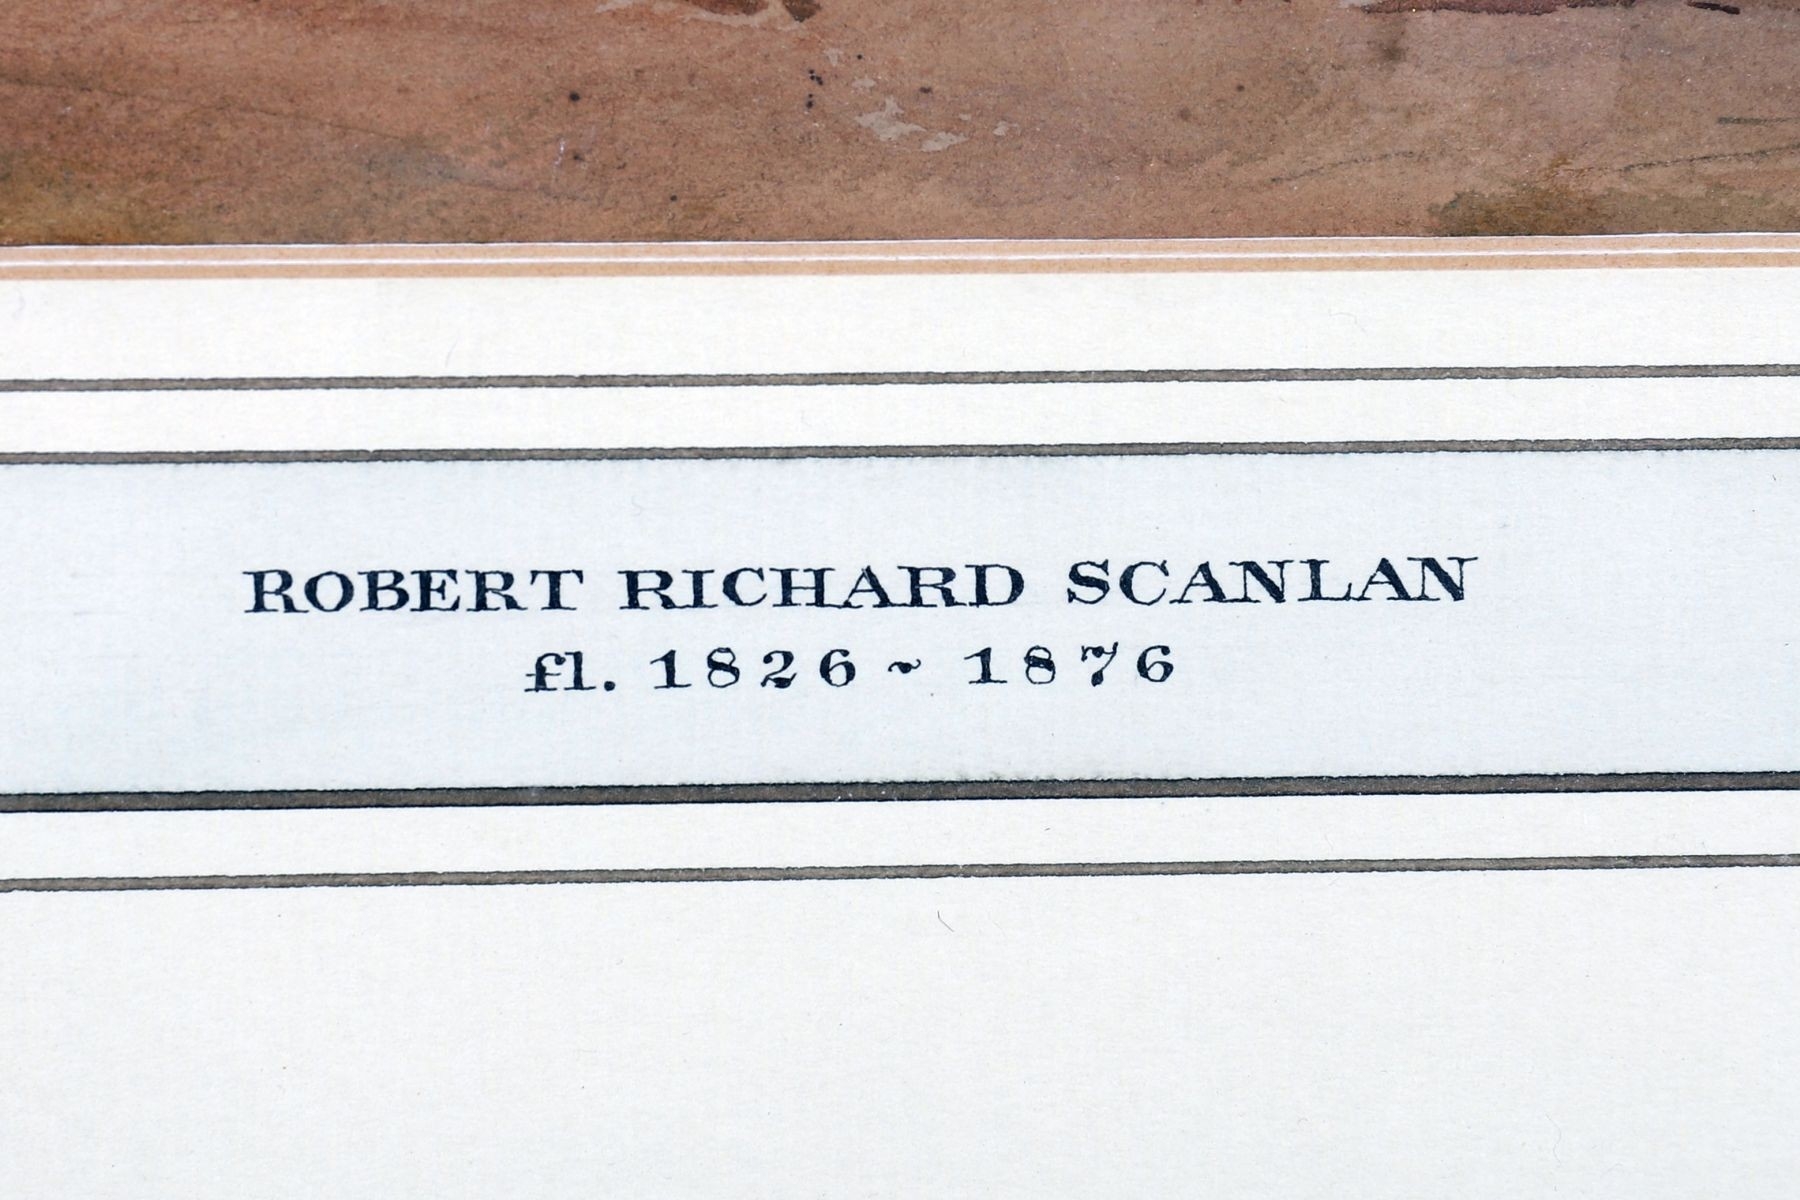 ROBERT RICHARD SCANLAN
fl. 1826 ~ 1876